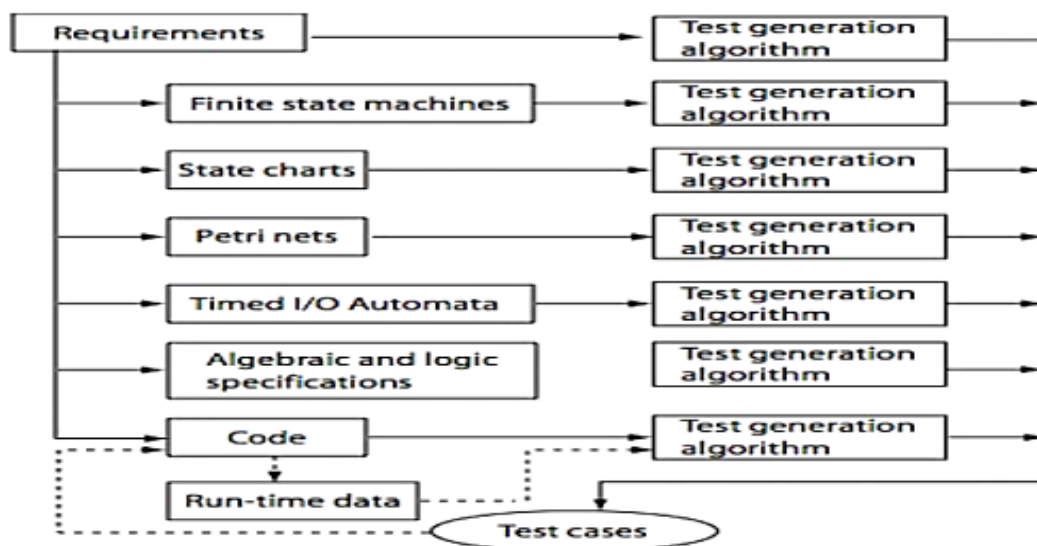 Requirements
Test generation
algorithm
Finite state machines
Test generation
algorithm
State charts
Test generation
algorithm
Petri nets
Test generation
algorithm
Timed I/O Automata
Test generation
algorithm
Algebraic and logic
specifications
Test generation
algorithm
Code
Test generation
algorithm
Run-time data
Test cases